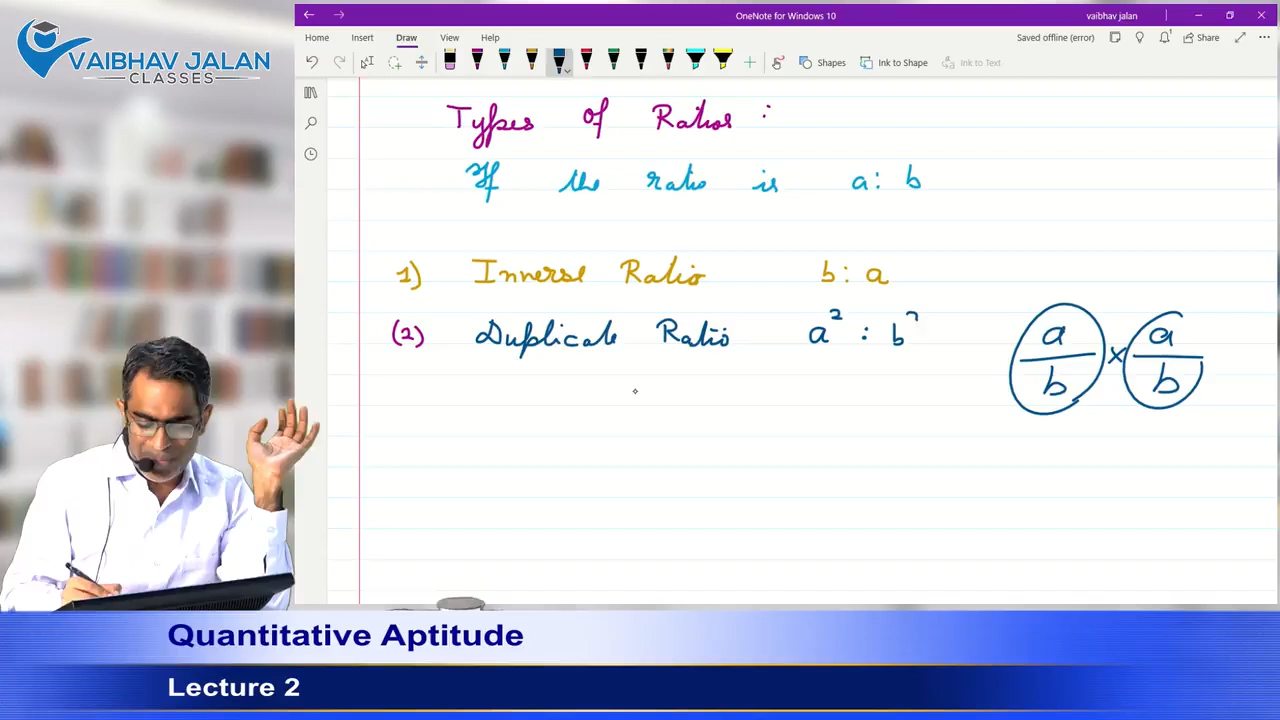 VAIBHAV JALAN
CLASSES
OneNote for Windows 10
vaibhav jalan
Home Insert Draw View Help
Saved offline (error)
Share
Shapes
Ink to Shape
Ink to Text
Types of Ratios :
If the ratio is a : b
1) Inverse Ratio b : a
(2) Duplicate Ratio a² : b²
a/b × a/b
Quantitative Aptitude
Lecture 2